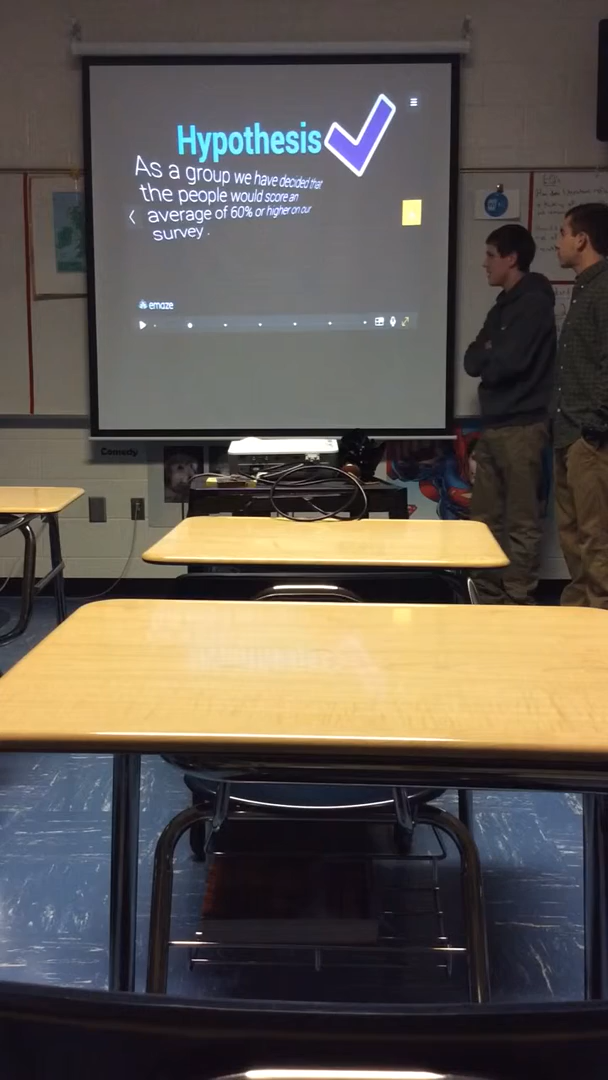 Hypothesis
As a group we have decided that
the people would score an
average of 60% or higher on our
survey .
emaze
Comedy